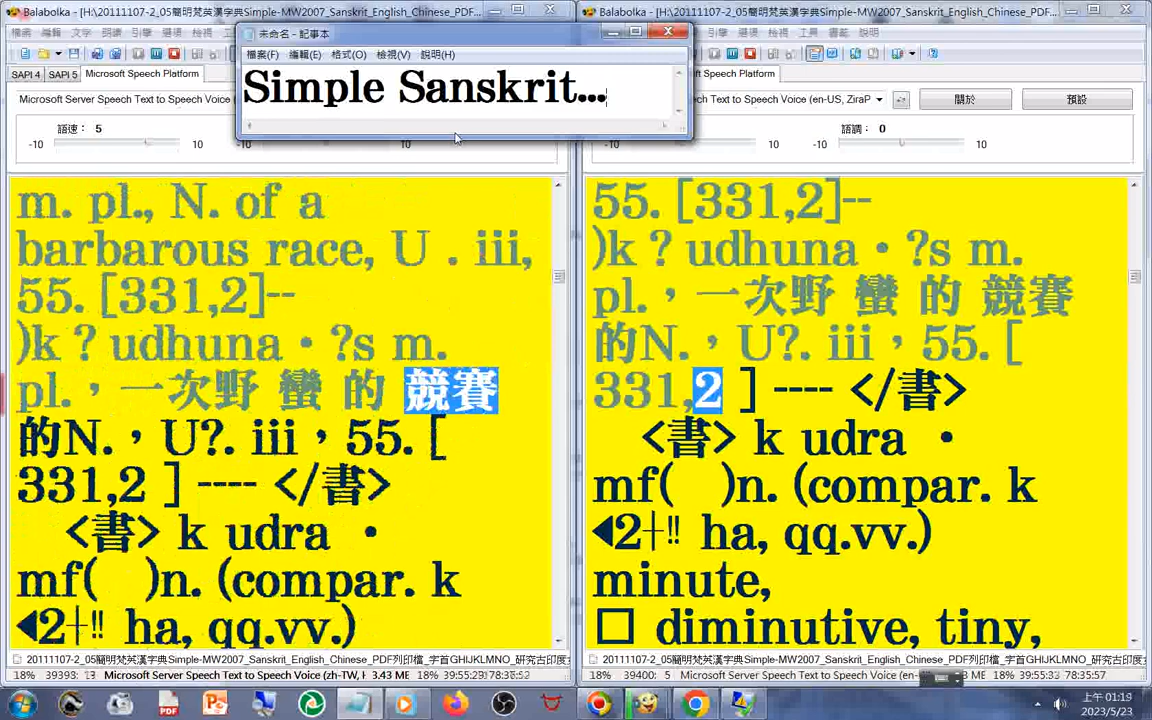 Balabolka - [H:\20111107-2_05簡明梵英漢字典Simple-MW2007_Sanskrit_English_Chinese_PDF...
Balabolka - [H:\20111107-2_05簡明梵英漢字典Simple-MW2007_Sanskrit_English_Chinese_PDF...
未命名 - 記事本
檔案(F) 編輯(E) 格式(O) 檢視(V) 說明(H)
Simple Sanskrit...
SAPI 4 SAPI 5 Microsoft Speech Platform
Microsoft Server Speech Text to Speech Voice
語速： 5
-10 10 10
m. pl., N. of a
barbarous race, U . iii,
55. [331,2]--
)k ? udhuna‧?s m.
pl.，一次野 蠻 的 競賽
的N.，U?. iii，55. [
331,2 ] ---- </書>
<書> k udra ‧
mf( )n. (compar. k
◀2┼‼ ha, qq.vv.)
20111107-2_05簡明梵英漢字典Simple-MW2007_Sanskrit_English_Chinese_PDF列印檔_字首GHIJKLMNO_研究古印度
18% Microsoft Server Speech Text to Speech Voice (zh-TW, 3.43 MB 18%
Speech Platform
Text to Speech Voice (en-US, ZiraP
關於 預設
語調： 0
-10 10
55. [331,2]--
)k ? udhuna‧?s m.
pl.，一次野 蠻 的 競賽
的N.，U?. iii，55. [
331,2 ] ---- </書>
<書> k udra ‧
mf( )n. (compar. k
◀2┼‼ ha, qq.vv.)
minute,
□ diminutive, tiny,
20111107-2_05簡明梵英漢字典Simple-MW2007_Sanskrit_English_Chinese_PDF列印檔_字首GHIJKLMNO_研究古印度
18% 39400: 5 Microsoft Server Speech Text to Speech Voice 18%
上午 01:19
2023/5/23